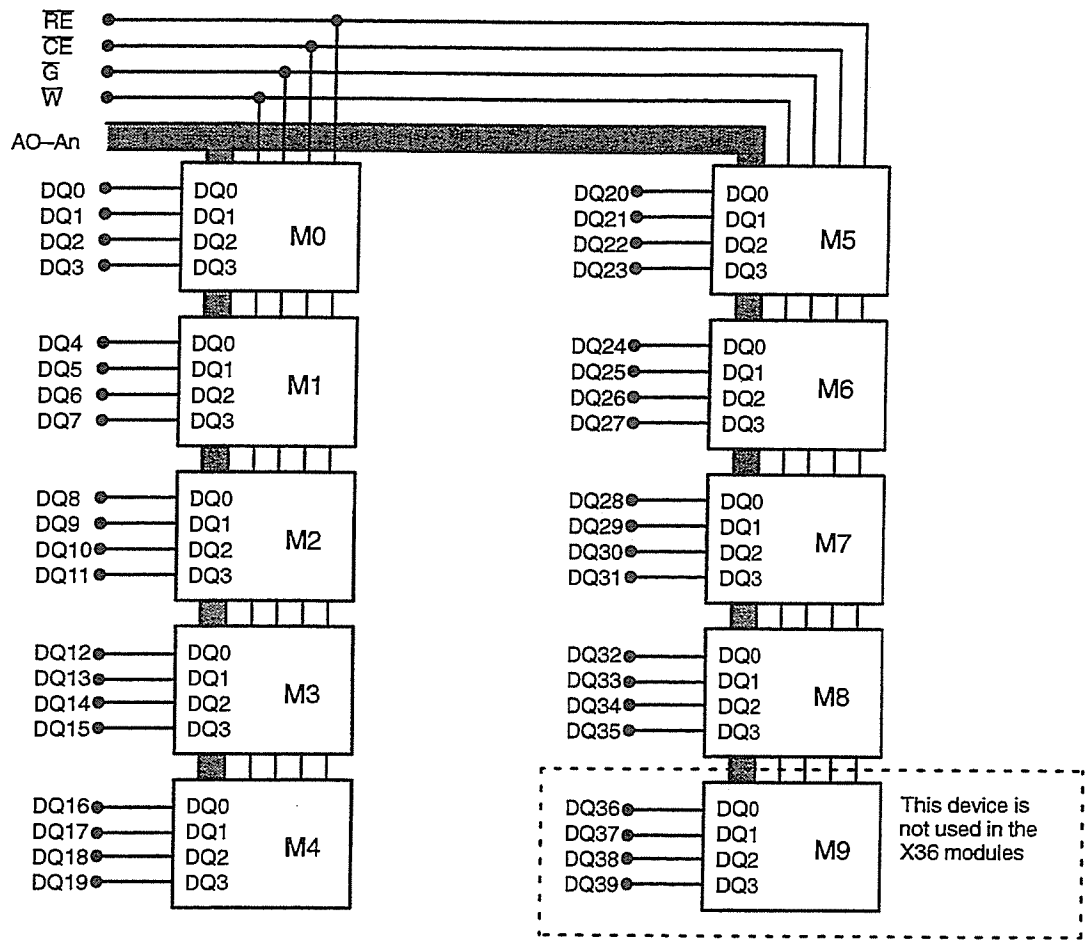 RE
CE
G
W
AO–An
DQ0 DQ0
DQ1 DQ1
DQ2 DQ2
DQ3 DQ3
M0
DQ4 DQ0
DQ5 DQ1
DQ6 DQ2
DQ7 DQ3
M1
DQ8 DQ0
DQ9 DQ1
DQ10 DQ2
DQ11 DQ3
M2
DQ12 DQ0
DQ13 DQ1
DQ14 DQ2
DQ15 DQ3
M3
DQ16 DQ0
DQ17 DQ1
DQ18 DQ2
DQ19 DQ3
M4
DQ20 DQ0
DQ21 DQ1
DQ22 DQ2
DQ23 DQ3
M5
DQ24 DQ0
DQ25 DQ1
DQ26 DQ2
DQ27 DQ3
M6
DQ28 DQ0
DQ29 DQ1
DQ30 DQ2
DQ31 DQ3
M7
DQ32 DQ0
DQ33 DQ1
DQ34 DQ2
DQ35 DQ3
M8
DQ36 DQ0
DQ37 DQ1
DQ38 DQ2
DQ39 DQ3
M9
This device is
not used in the
X36 modules